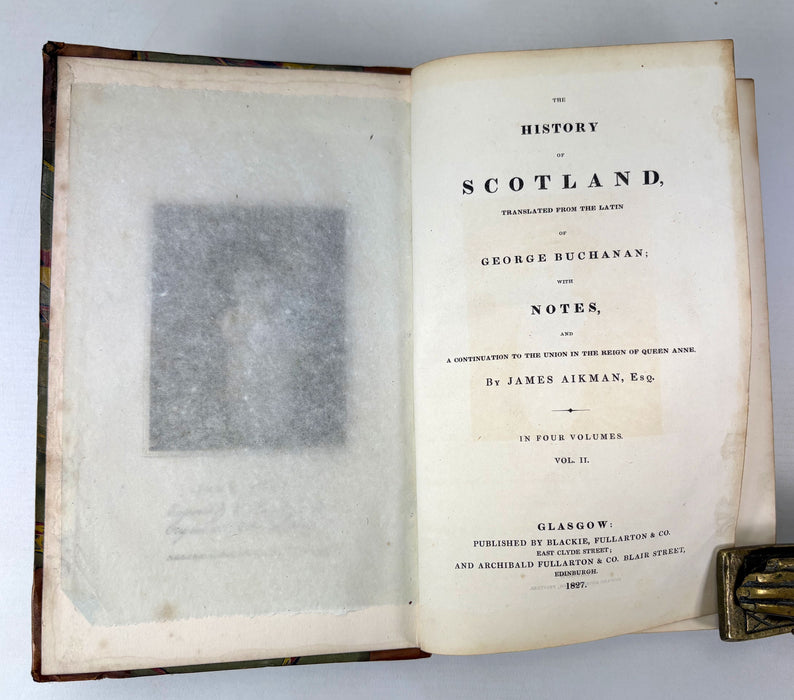 THE
HISTORY
OF
SCOTLAND,
TRANSLATED FROM THE LATIN
OF
GEORGE BUCHANAN;
WITH
NOTES,
AND
A CONTINUATION TO THE UNION IN THE REIGN OF QUEEN ANNE.
BY JAMES AIKMAN, ESQ.
IN FOUR VOLUMES.
VOL. II.
GLASGOW:
PUBLISHED BY BLACKIE, FULLARTON & CO.
EAST CLYDE STREET;
AND ARCHIBALD FULLARTON & CO. BLAIR STREET,
EDINBURGH.
1827.